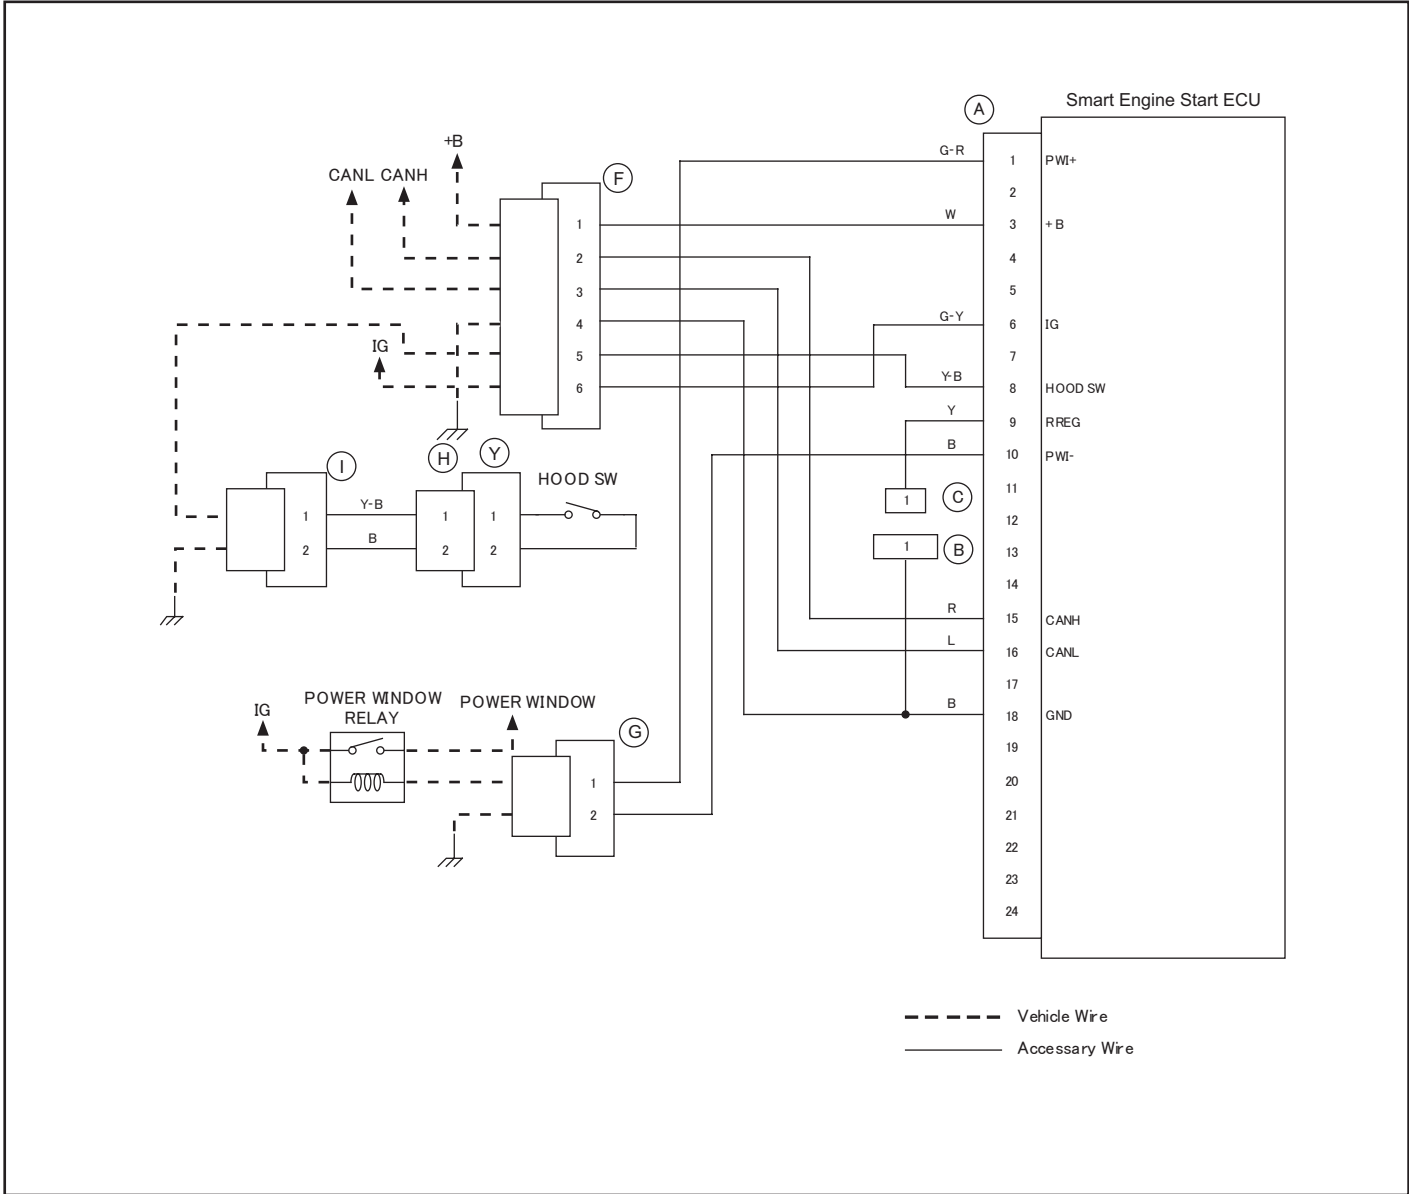 Smart Engine Start ECU
A
+B
CANL CANH
F
G-R
1 PWI+
2
W
3 +B
4
5
G-Y
6 IG
7
Y-B
8 HOOD SW
Y
9 RREG
B
10 PWI-
11
12
13
14
R
15 CANH
L
16 CANL
17
B
18 GND
19
20
21
22
23
24
1
2
3
4
5
6
IG
I
H
Y
HOOD SW
1
2
Y-B
B
1
2
1
2
1
C
1
B
POWER WINDOW
RELAY
IG
POWER WINDOW
G
1
2
Vehicle Wire
Accessary Wire